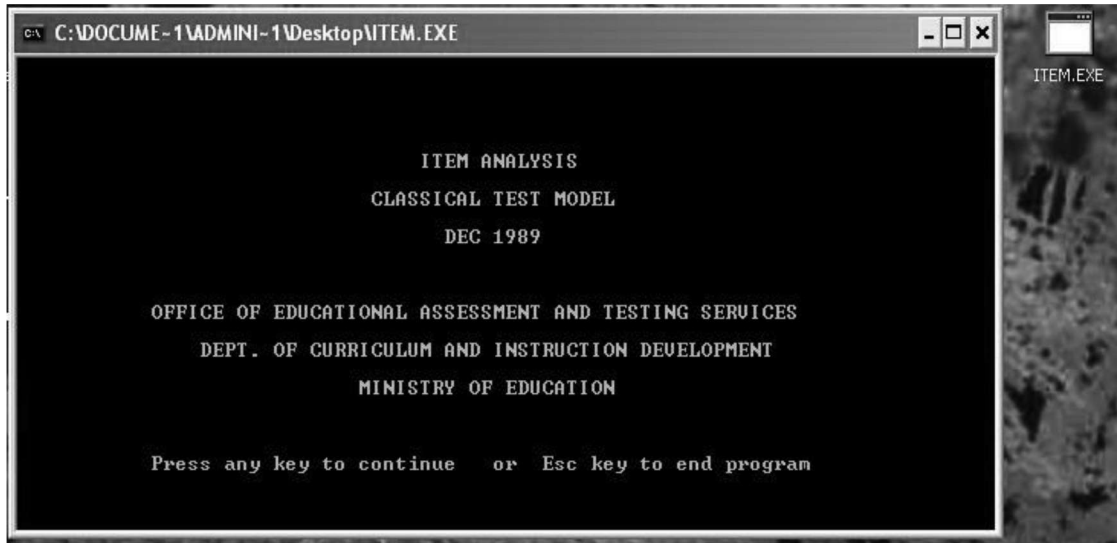 C:\DOCUME~1\ADMINI~1\Desktop\ITEM.EXE
ITEM.EXE
ITEM ANALYSIS
CLASSICAL TEST MODEL
DEC 1989
OFFICE OF EDUCATIONAL ASSESSMENT AND TESTING SERVICES
DEPT. OF CURRICULUM AND INSTRUCTION DEVELOPMENT
MINISTRY OF EDUCATION
Press any key to continue or Esc key to end program